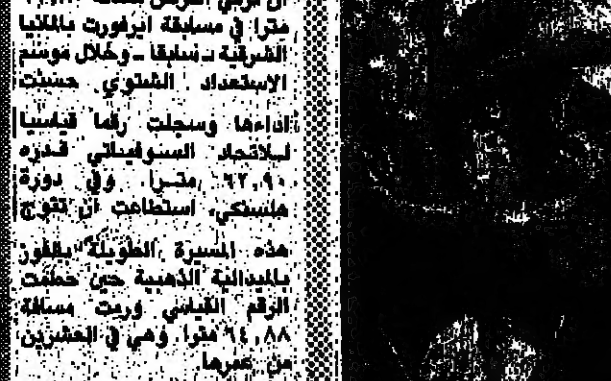 مترا في مسابقة ايرفورت بالمانيا
الشرقية ـ سابقا ـ وخلال موسم
الاستعداد الشتوي حسنت
اداءها وسجلت رقما قياسيا
للاتحاد السوفياتي قدره
٦٢,٩٠ مترا وفي دورة
هلسنكي، استطاعت ان تتوج
هذه المسيرة الطويلة بفوز
بالميدالية الذهبية حين حطمت
الرقم القياسي ورمت مسافة
٦٤,٨٨ مترا وهي في العشرين
من عمرها